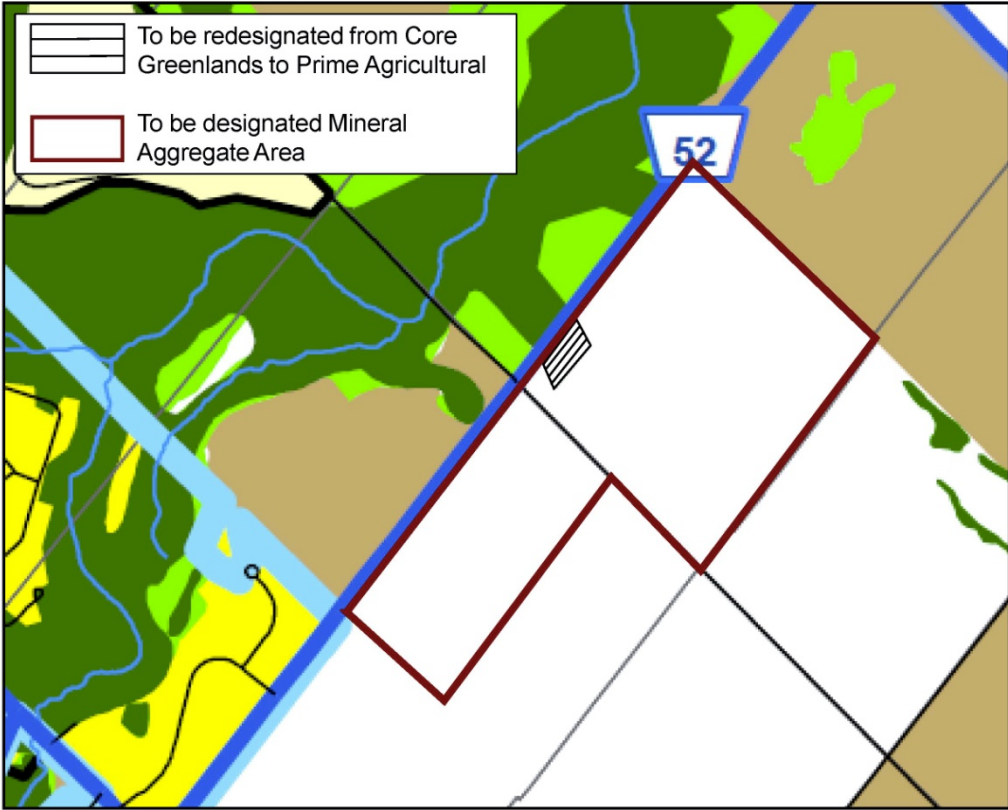 To be redesignated from Core
Greenlands to Prime Agricultural
To be designated Mineral
Aggregate Area
52